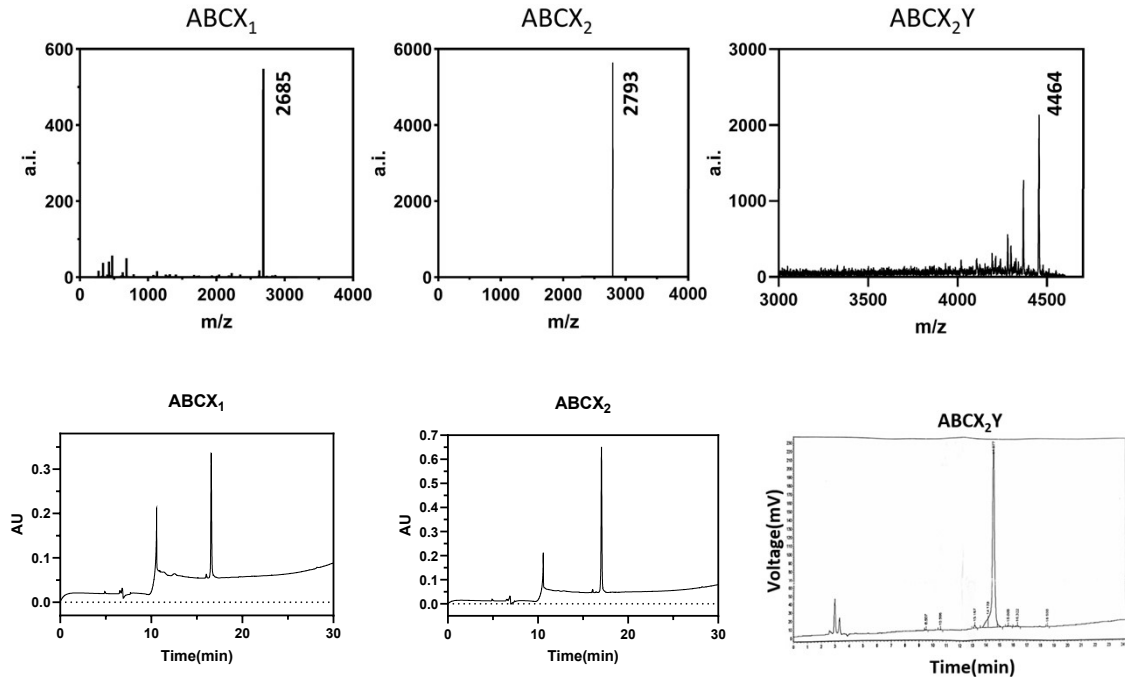 ABCX1
ABCX2
ABCX2Y
600
400
200
0
a.i.
2685
0
1000
2000
3000
4000
m/z
6000
4000
2000
0
a.i.
2793
0
1000
2000
3000
4000
m/z
3000
2000
1000
0
a.i.
4464
3000
3500
4000
4500
m/z
ABCX1
0.3
0.2
0.1
0.0
AU
0
10
20
30
Time(min)
ABCX2
0.7
0.6
0.5
0.4
0.3
0.2
0.1
0.0
AU
0
10
20
30
Time(min)
ABCX2Y
Voltage(mV)
Time(min)